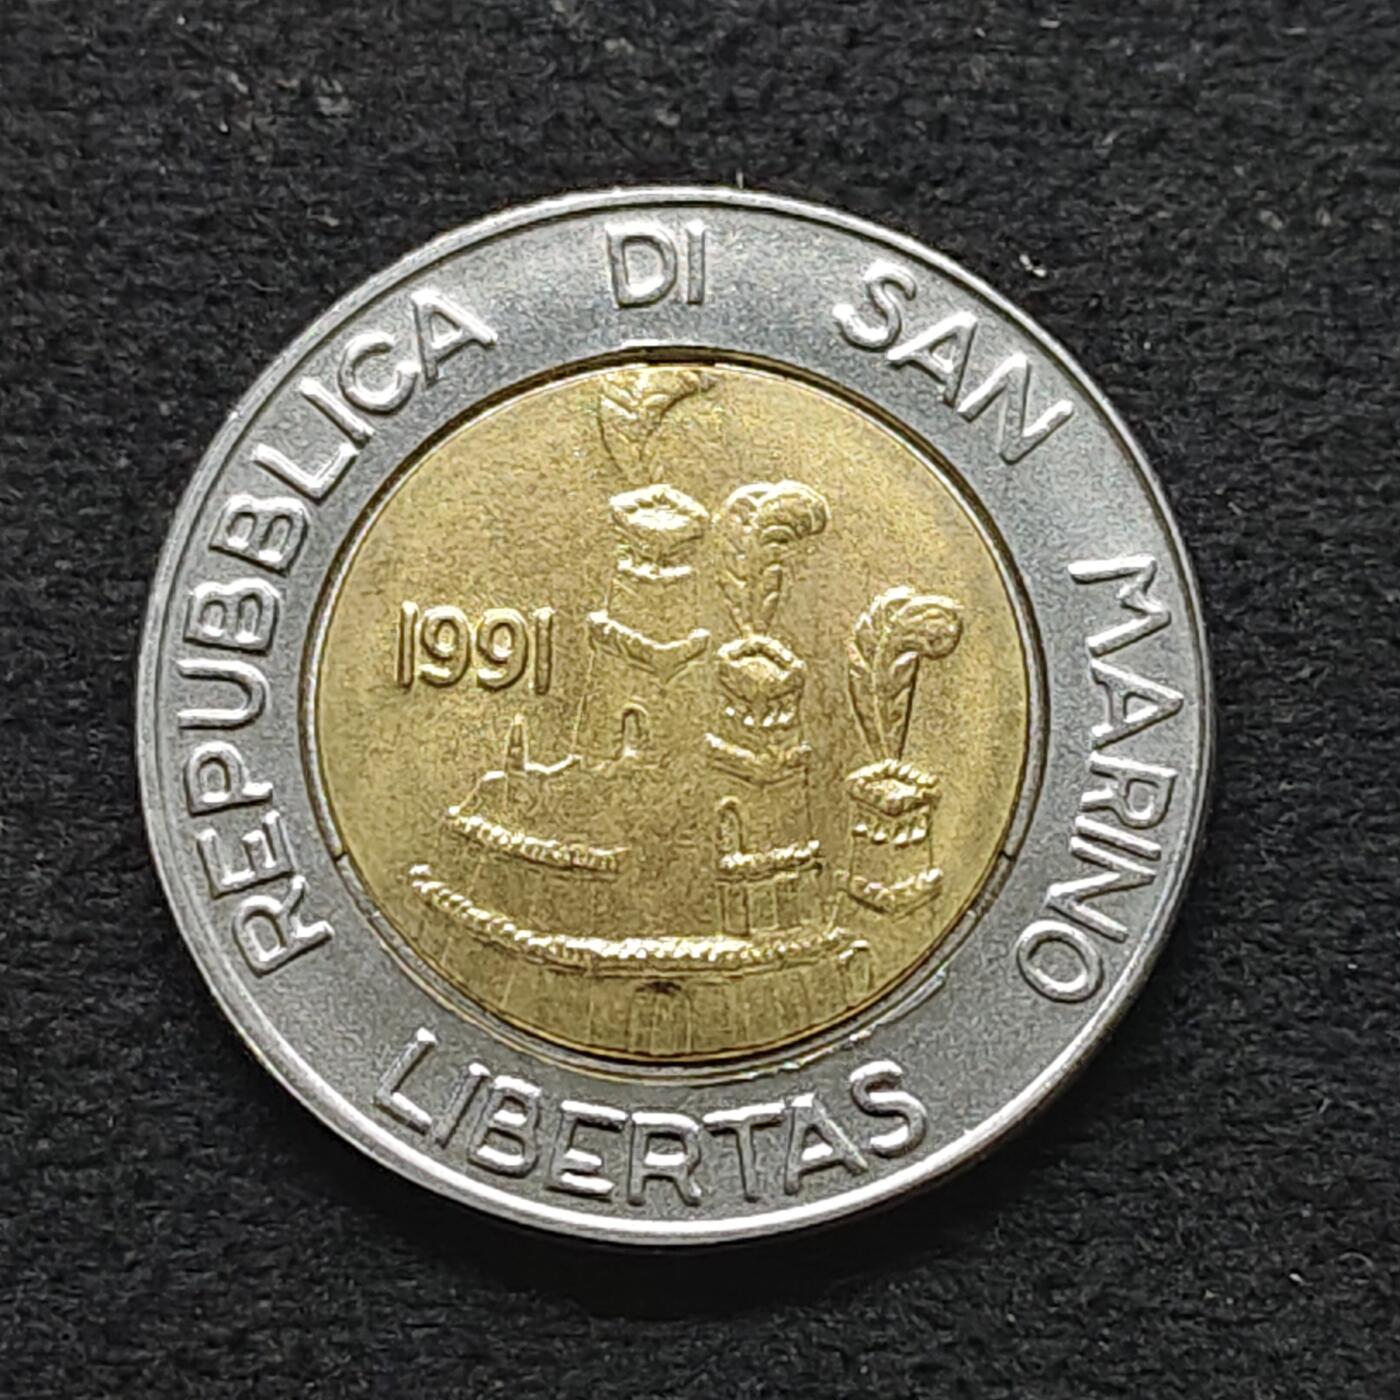 REPUBBLICA DI SAN MARINO
1991
LIBERTAS